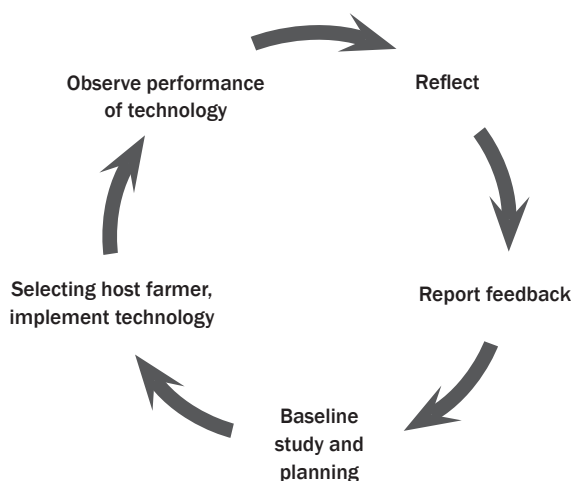 Observe performance
of technology
Reflect
Selecting host farmer,
implement technology
Report feedback
Baseline
study and
planning